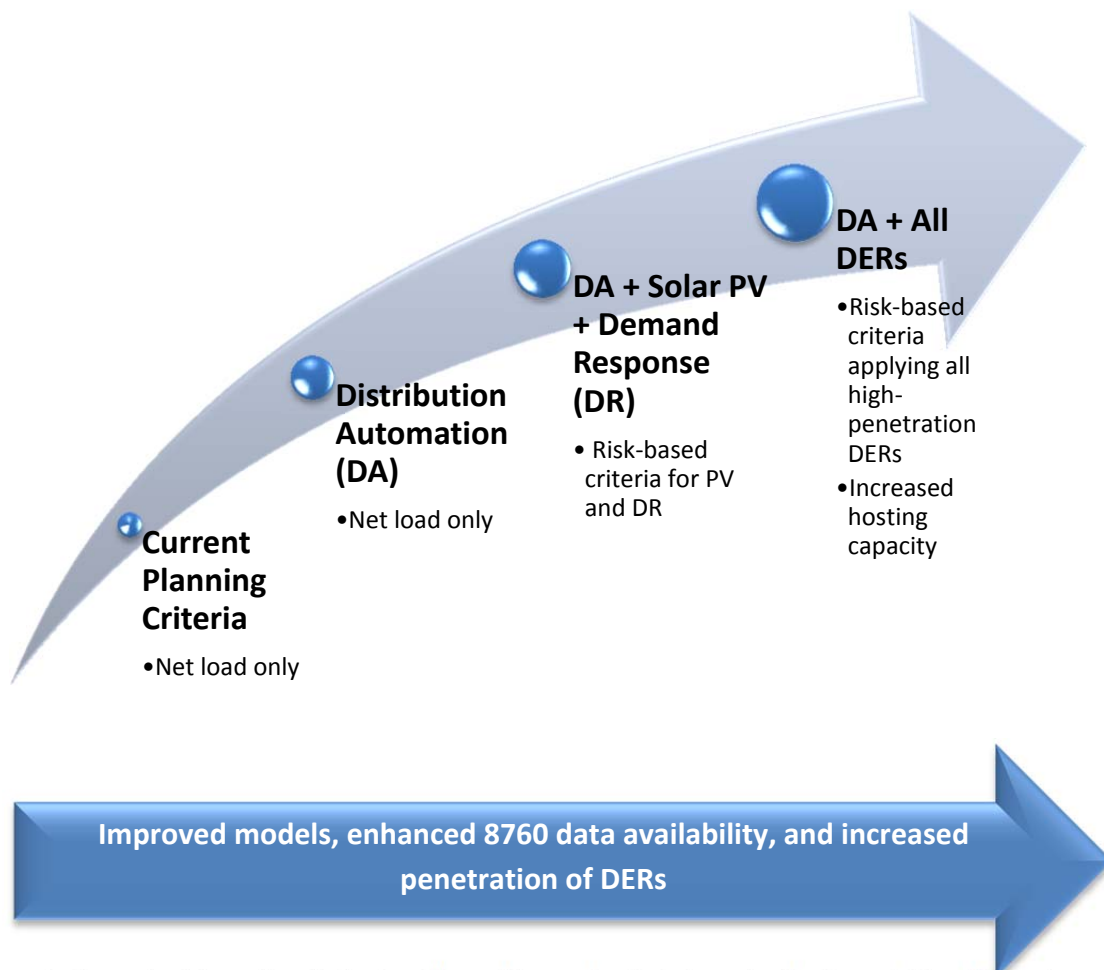 Current
Planning
Criteria
•Net load only
Distribution
Automation
(DA)
•Net load only
DA + Solar PV
+ Demand
Response
(DR)
• Risk-based
criteria for PV
and DR
DA + All
DERs
•Risk-based
criteria
applying all
high-
penetration
DERs
•Increased
hosting
capacity
Improved models, enhanced 8760 data availability, and increased
penetration of DERs